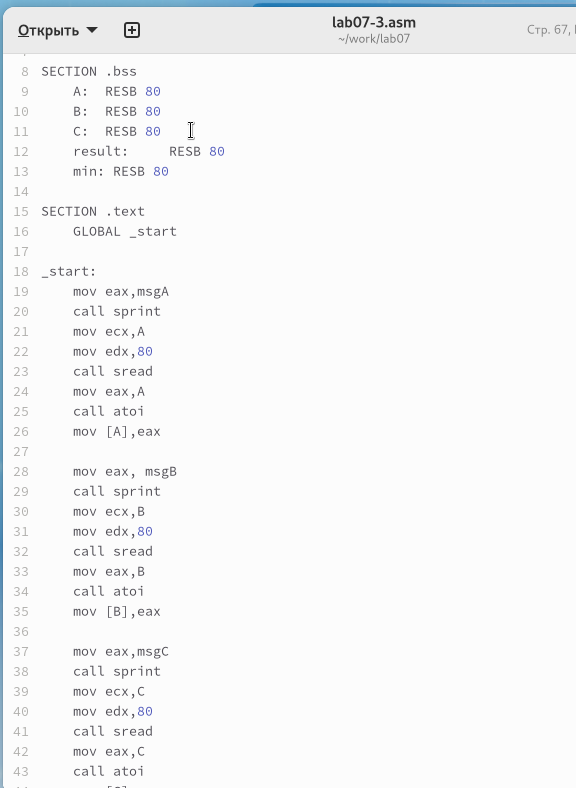 Открыть
lab07-3.asm
~/work/lab07
Стр. 67,
8 SECTION .bss
9 A: RESB 80
10 B: RESB 80
11 C: RESB 80
12 result: RESB 80
13 min: RESB 80
14
15 SECTION .text
16 GLOBAL _start
17
18 _start:
19 mov eax,msgA
20 call sprint
21 mov ecx,A
22 mov edx,80
23 call sread
24 mov eax,A
25 call atoi
26 mov [A],eax
27
28 mov eax, msgB
29 call sprint
30 mov ecx,B
31 mov edx,80
32 call sread
33 mov eax,B
34 call atoi
35 mov [B],eax
36
37 mov eax,msgC
38 call sprint
39 mov ecx,C
40 mov edx,80
41 call sread
42 mov eax,C
43 call atoi